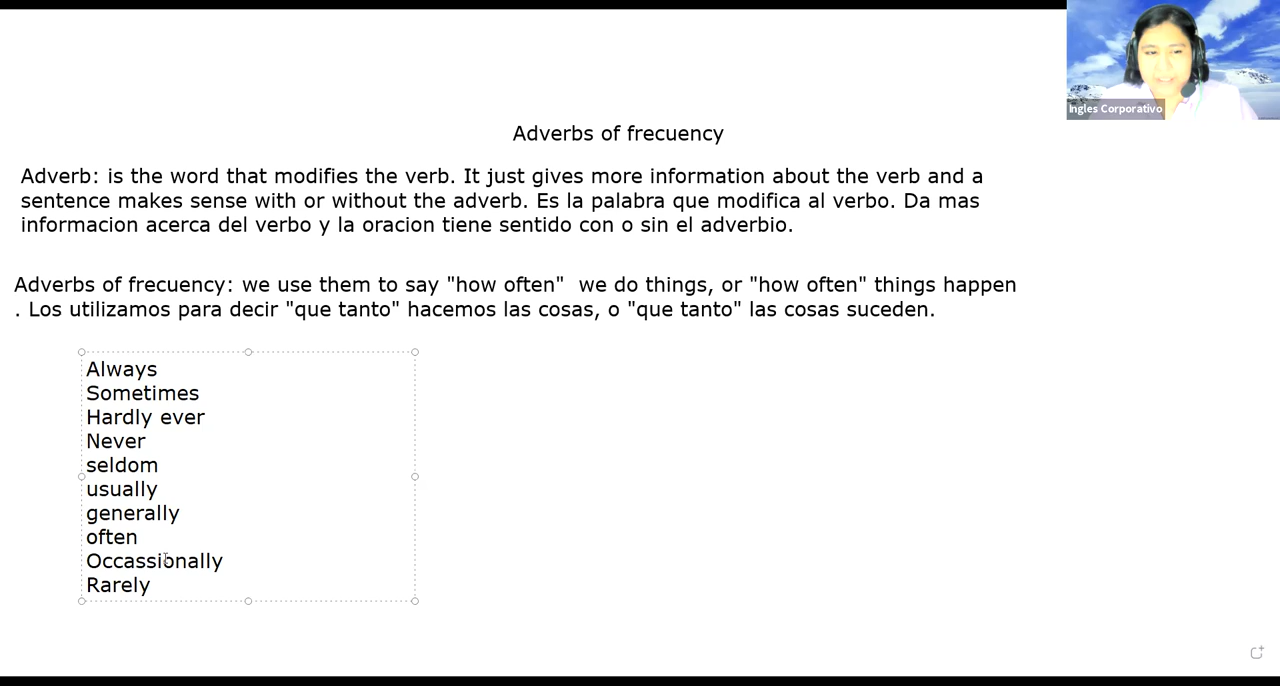 Ingles Corporativo
Adverbs of frecuency
Adverb: is the word that modifies the verb. It just gives more information about the verb and a
sentence makes sense with or without the adverb. Es la palabra que modifica al verbo. Da mas
informacion acerca del verbo y la oracion tiene sentido con o sin el adverbio.
Adverbs of frecuency: we use them to say "how often"  we do things, or "how often" things happen
. Los utilizamos para decir "que tanto" hacemos las cosas, o "que tanto" las cosas suceden.
Always
Sometimes
Hardly ever
Never
seldom
usually
generally
often
Occassionally
Rarely